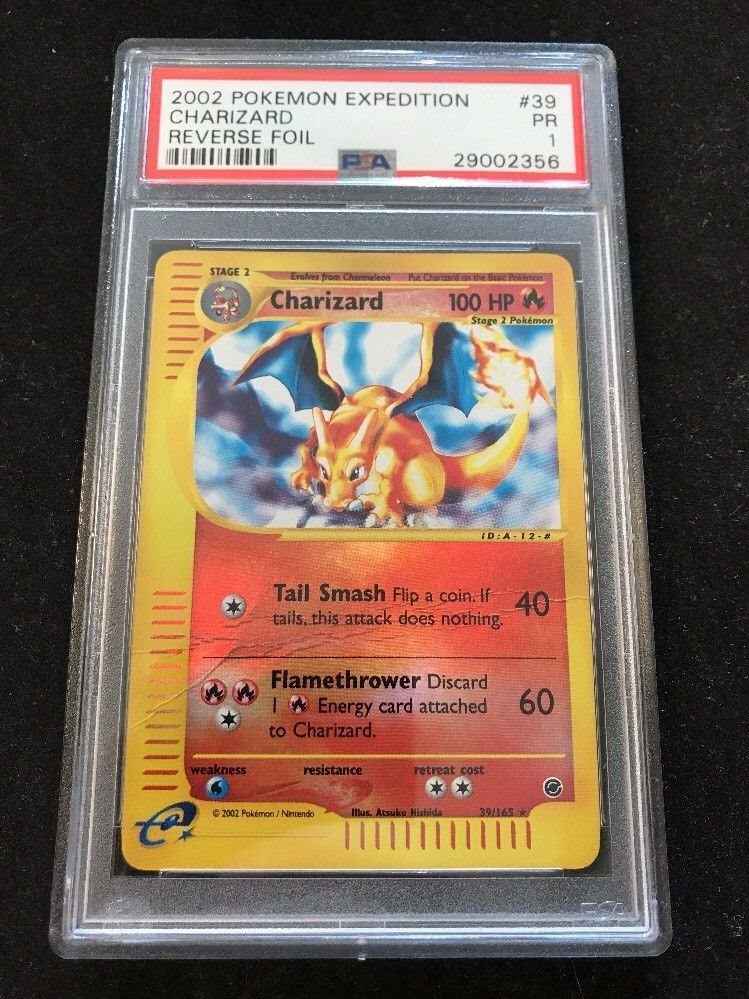 2002 POKEMON EXPEDITION #39
CHARIZARD PR
REVERSE FOIL 1
PSA 29002356
STAGE 2 Evolves from Charmeleon Put Charizard on the Basic Pokémon
Charizard 100 HP
Stage 2 Pokémon
ID:A-12-#
Tail Smash Flip a coin. If
tails, this attack does nothing. 40
Flamethrower Discard
1 Energy card attached 60
to Charizard.
weakness resistance retreat cost
© 2002 Pokémon / Nintendo Illus. Atsuko Nishida 39/165 ★
e
PSA